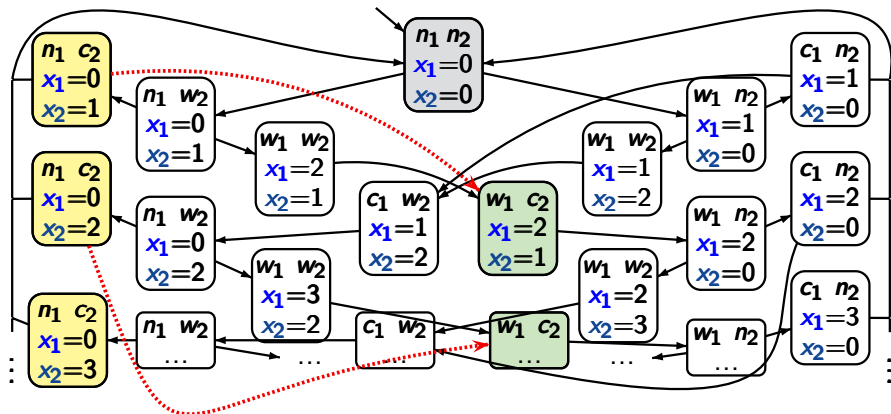 n₁ n₂
x₁=0
x₂=0
n₁ c₂
x₁=0
x₂=1
c₁ n₂
x₁=1
x₂=0
n₁ w₂
x₁=0
x₂=1
w₁ n₂
x₁=1
x₂=0
w₁ w₂
x₁=2
x₂=1
w₁ w₂
x₁=1
x₂=2
n₁ c₂
x₁=0
x₂=2
c₁ n₂
x₁=2
x₂=0
c₁ w₂
x₁=1
x₂=2
w₁ c₂
x₁=2
x₂=1
n₁ w₂
x₁=0
x₂=2
w₁ n₂
x₁=2
x₂=0
w₁ w₂
x₁=3
x₂=2
w₁ w₂
x₁=2
x₂=3
n₁ c₂
x₁=0
x₂=3
c₁ n₂
x₁=3
x₂=0
n₁ w₂
...
...
c₁ w₂
...
w₁ c₂
...
...
w₁ n₂
...
⋮
⋮